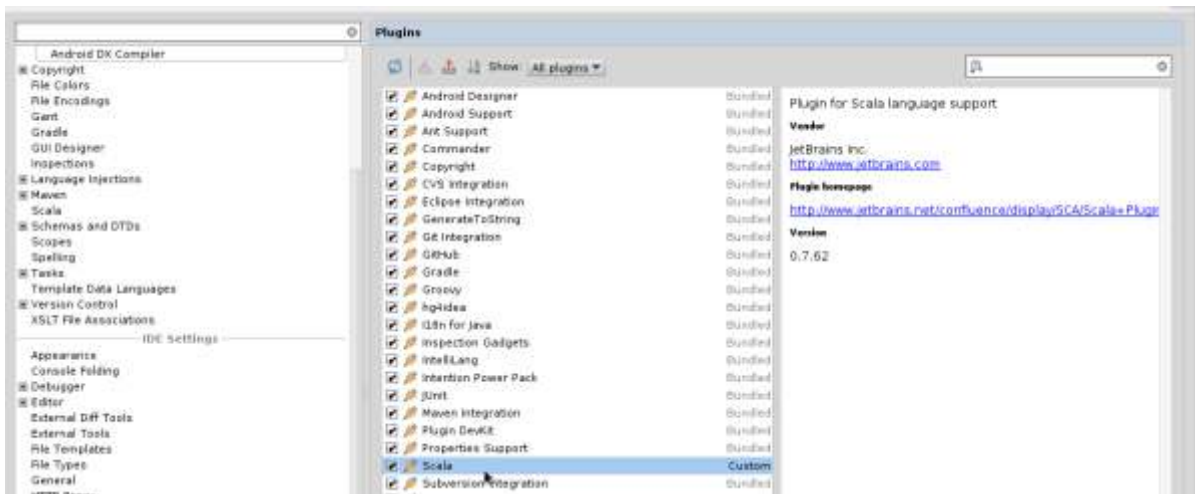 Plugins
Android DX Compiler
Copyright
File Colors
File Encodings
Gant
Gradle
GUI Designer
Inspections
Language Injections
Maven
Scala
Schemas and DTDs
Scopes
Spelling
Tasks
Template Data Languages
Version Control
XSLT File Associations
IDE Settings
Appearance
Console Folding
Debugger
Editor
External Diff Tools
External Tools
File Templates
File Types
General
Show: All plugins
Android Designer Bundled
Android Support Bundled
Ant Support Bundled
Commander Bundled
Copyright Bundled
CVS Integration Bundled
Eclipse Integration Bundled
GenerateToString Bundled
Git Integration Bundled
GitHub Bundled
Gradle Bundled
Groovy Bundled
hg4idea Bundled
I18n for Java Bundled
Inspection Gadgets Bundled
IntelliLang Bundled
Intention Power Pack Bundled
JUnit Bundled
Maven Integration Bundled
Plugin DevKit Bundled
Properties Support Bundled
Scala Custom
Subversion Integration Bundled
Plugin for Scala language support
Vendor
JetBrains Inc.
http://www.jetbrains.com
Plugin homepage
http://www.jetbrains.net/confluence/display/SCA/Scala+Plugi
Version
0.7.62